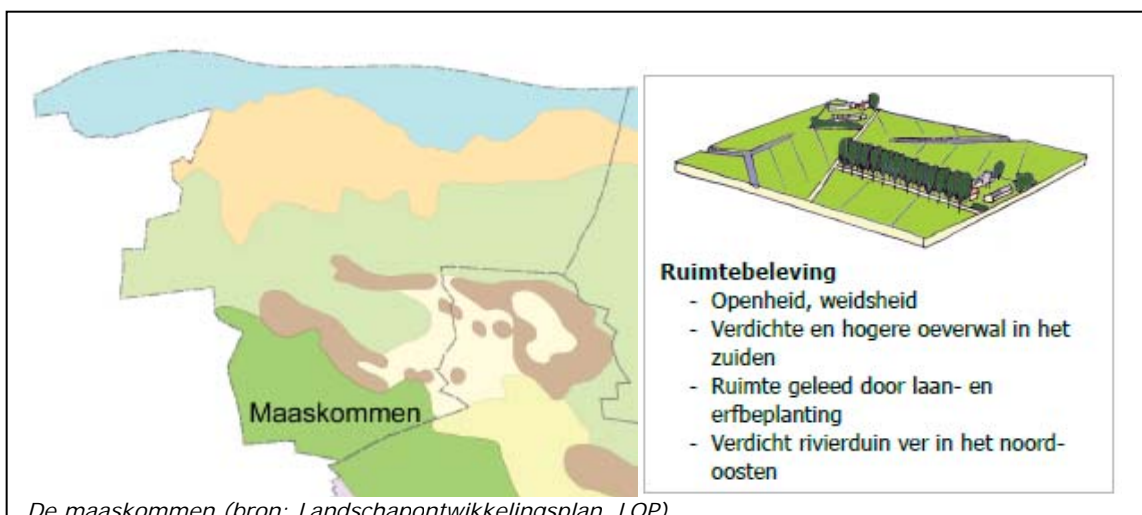 Maaskommen
Ruimtebeleving
- Openheid, weidsheid
- Verdichte en hogere oeverwal in het
zuiden
- Ruimte geleed door laan- en
erfbeplanting
- Verdicht rivierduin ver in het noord-
oosten
De maaskommen (bron: Landschapontwikkelingsplan, LOP)